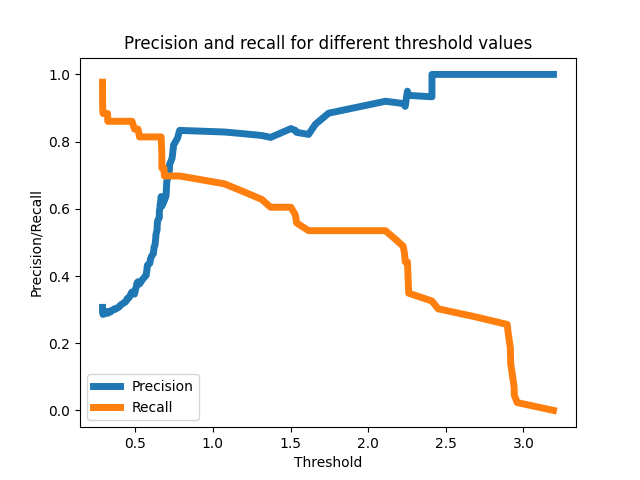 Precision and recall for different threshold values
Precision/Recall
1.0
0.8
0.6
0.4
0.2
0.0
Precision
Recall
0.5
1.0
1.5
2.0
2.5
3.0
Threshold